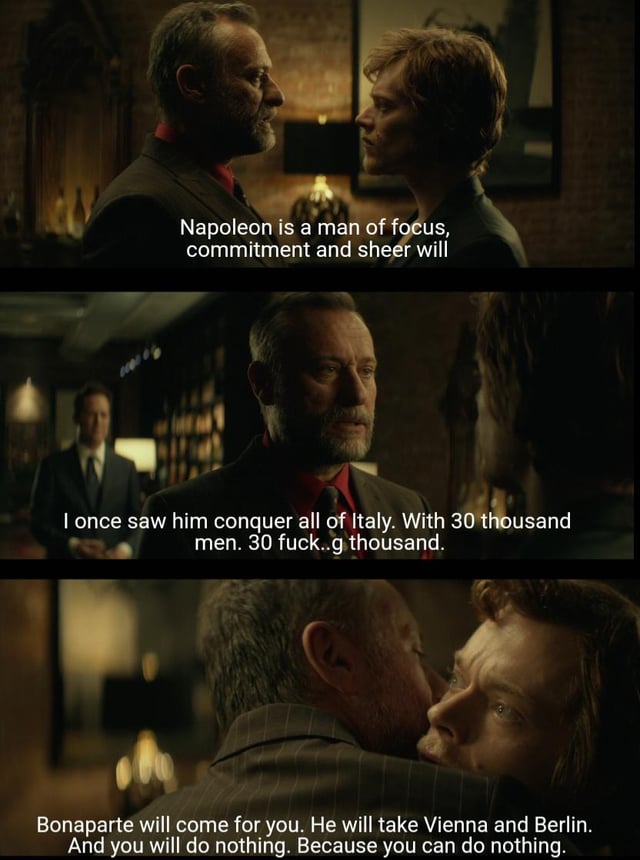 Napoleon is a man of focus,
commitment and sheer will
I once saw him conquer all of Italy. With 30 thousand
men. 30 fuck..g thousand.
Bonaparte will come for you. He will take Vienna and Berlin.
And you will do nothing. Because you can do nothing.